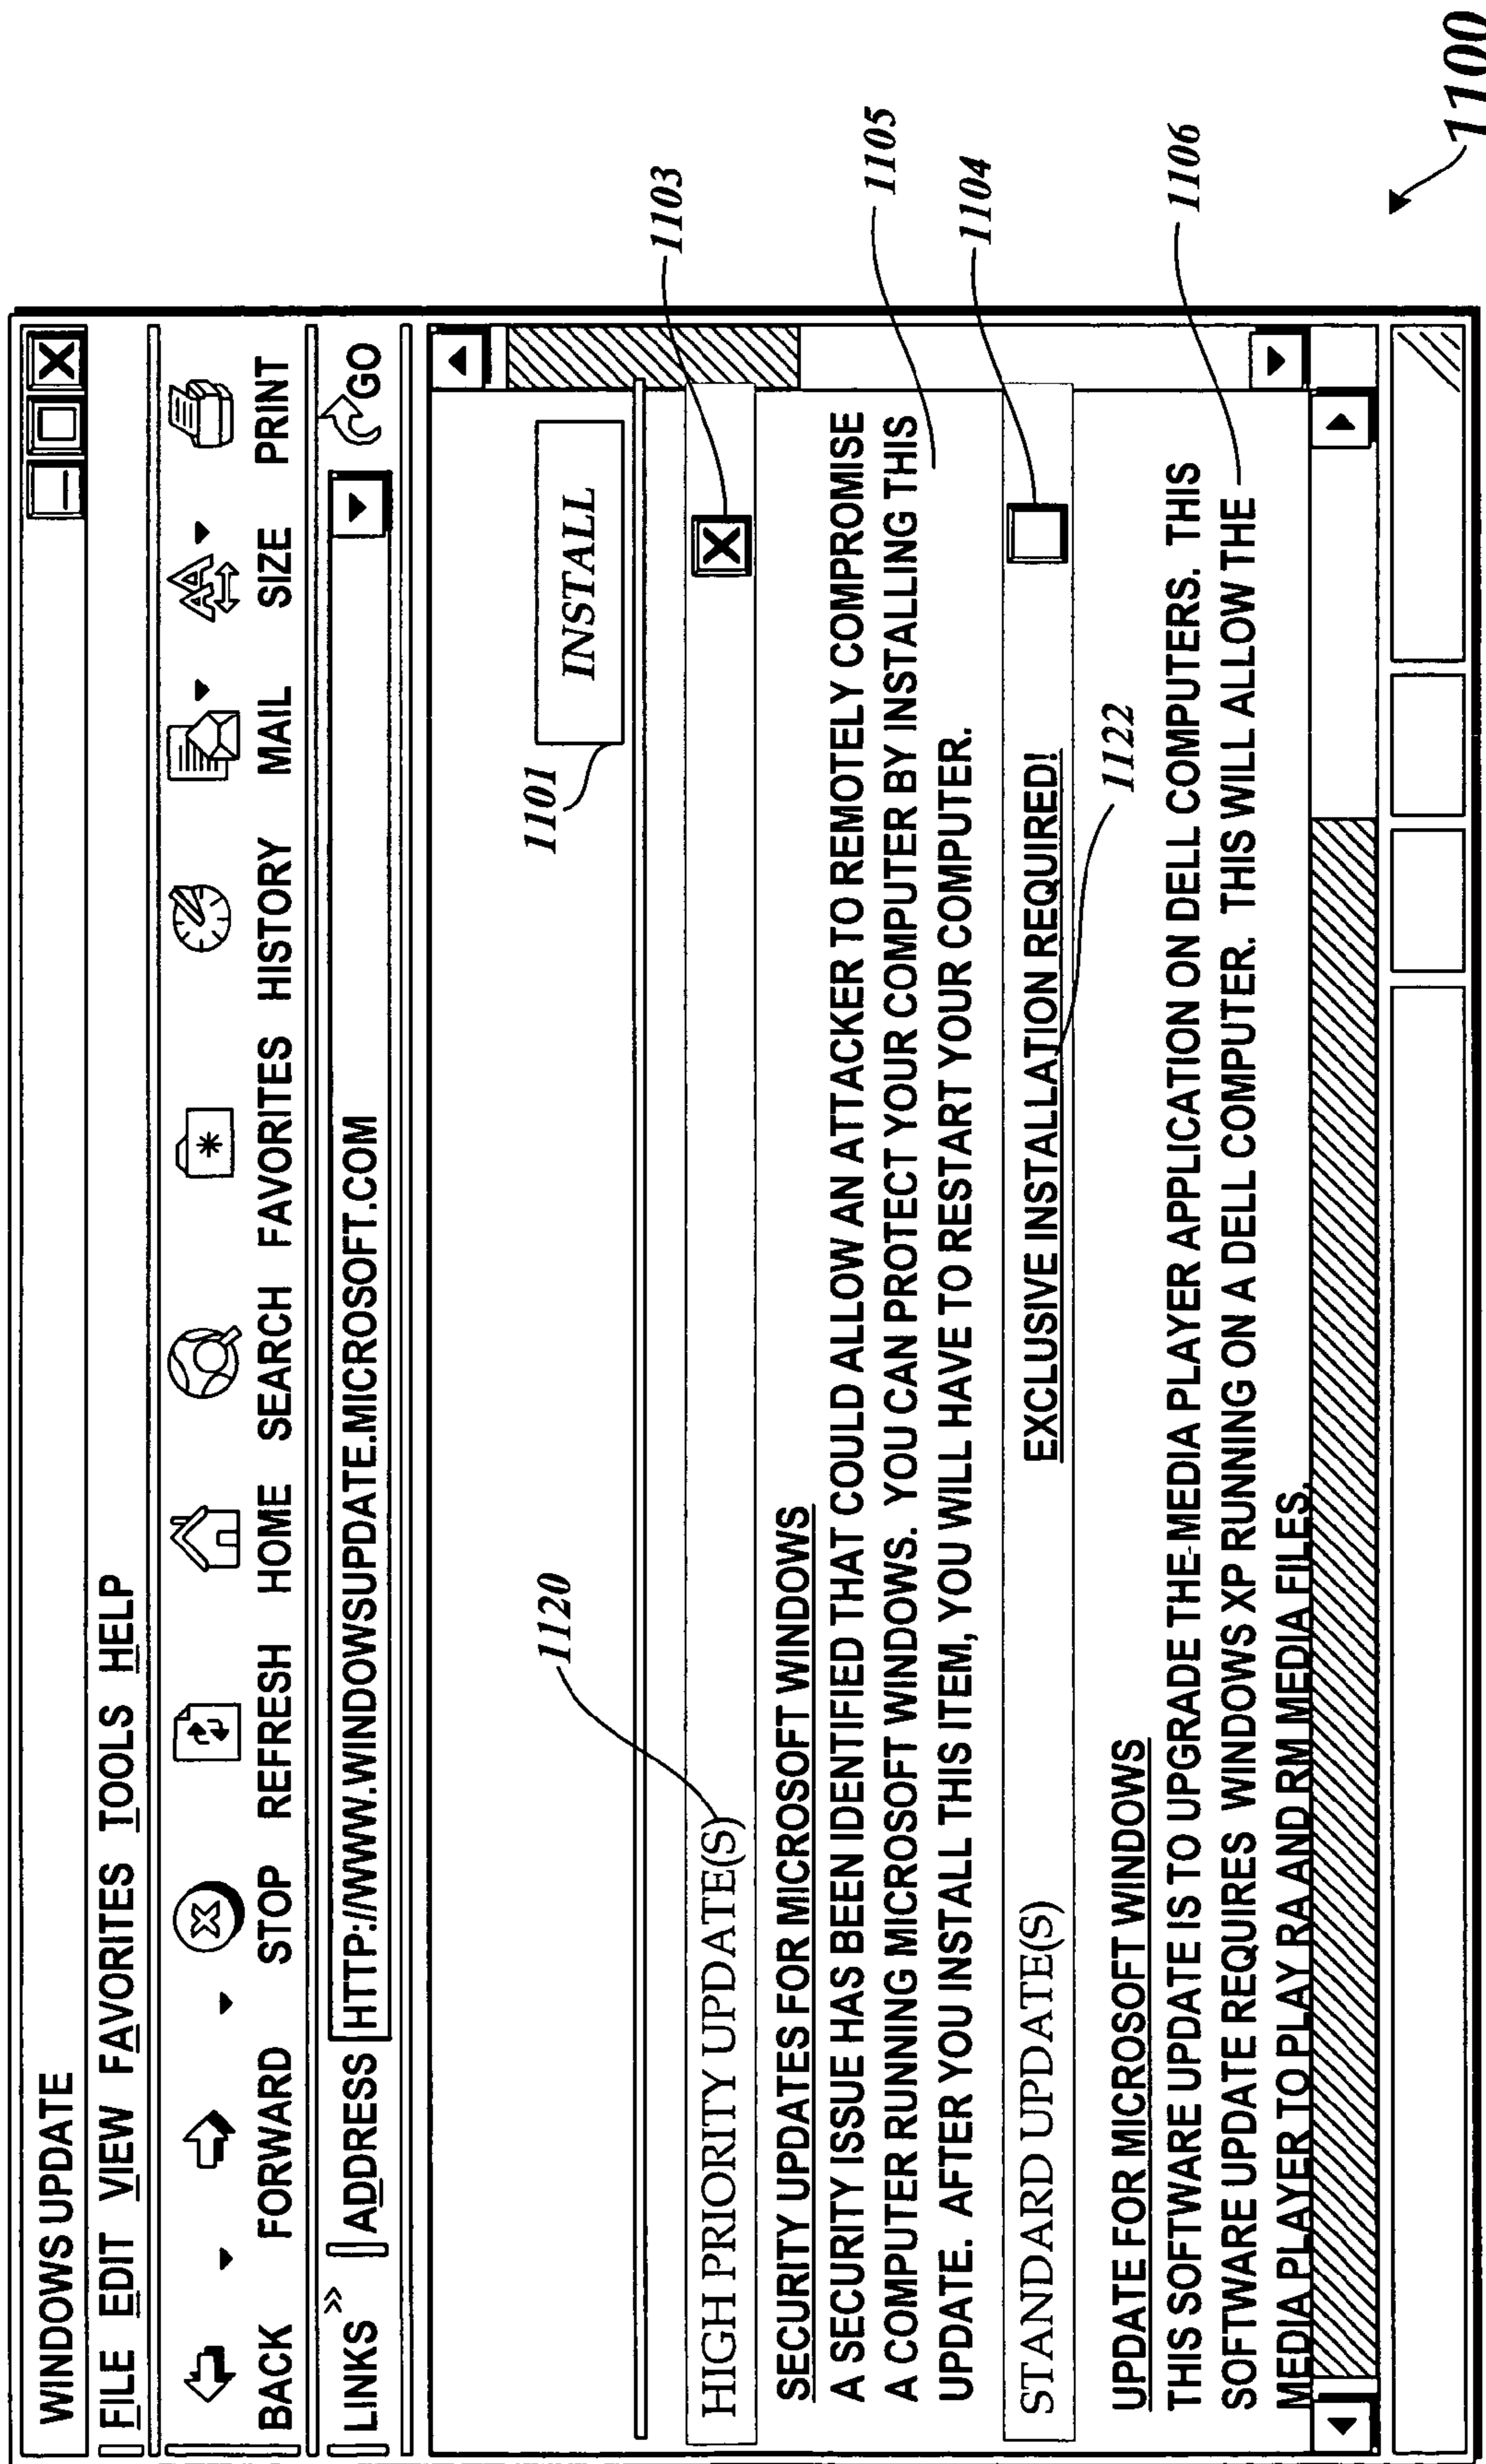 WINDOWS UPDATE
FILE EDIT VIEW FAVORITES TOOLS HELP
BACK FORWARD STOP REFRESH HOME SEARCH FAVORITES HISTORY MAIL SIZE PRINT
LINKS » ADDRESS HTTP://WWW.WINDOWSUPDATE.MICROSOFT.COM GO
1101
INSTALL
1120
HIGH PRIORITY UPDATE(S)
1103
SECURITY UPDATES FOR MICROSOFT WINDOWS
A SECURITY ISSUE HAS BEEN IDENTIFIED THAT COULD ALLOW AN ATTACKER TO REMOTELY COMPROMISE
A COMPUTER RUNNING MICROSOFT WINDOWS. YOU CAN PROTECT YOUR COMPUTER BY INSTALLING THIS
UPDATE. AFTER YOU INSTALL THIS ITEM, YOU WILL HAVE TO RESTART YOUR COMPUTER.
1105
STANDARD UPDATE(S) EXCLUSIVE INSTALLATION REQUIRED!
1104
1122
UPDATE FOR MICROSOFT WINDOWS
THIS SOFTWARE UPDATE IS TO UPGRADE THE MEDIA PLAYER APPLICATION ON DELL COMPUTERS. THIS
SOFTWARE UPDATE REQUIRES WINDOWS XP RUNNING ON A DELL COMPUTER. THIS WILL ALLOW THE
MEDIA PLAYER TO PLAY RA AND RM MEDIA FILES.
1106
1100